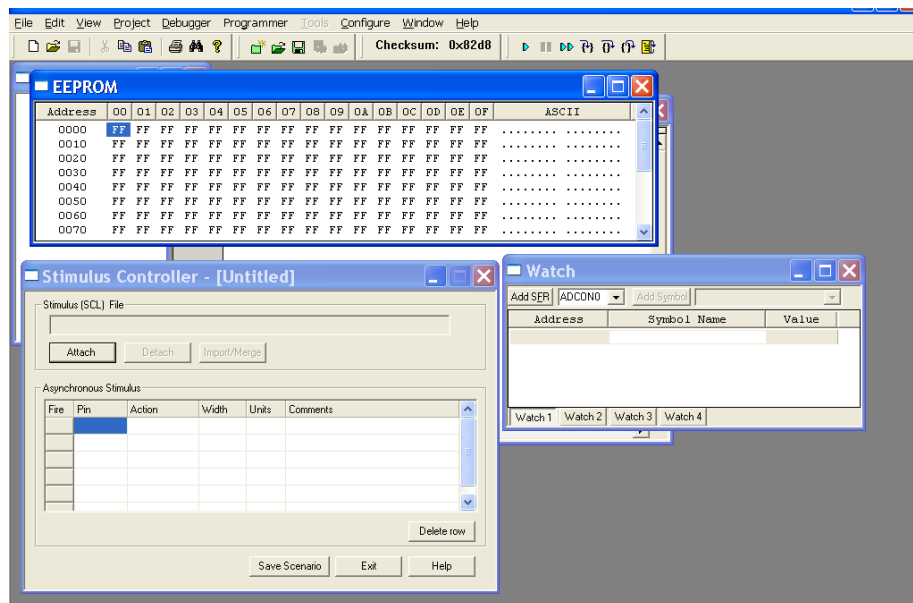 File Edit View Project Debugger Programmer Tools Configure Window Help
Checksum: 0x82d8
EEPROM
Address 00 01 02 03 04 05 06 07 08 09 0A 0B 0C 0D 0E 0F ASCII
0000 FF FF FF FF FF FF FF FF FF FF FF FF FF FF FF FF ........ ........
0010 FF FF FF FF FF FF FF FF FF FF FF FF FF FF FF FF ........ ........
0020 FF FF FF FF FF FF FF FF FF FF FF FF FF FF FF FF ........ ........
0030 FF FF FF FF FF FF FF FF FF FF FF FF FF FF FF FF ........ ........
0040 FF FF FF FF FF FF FF FF FF FF FF FF FF FF FF FF ........ ........
0050 FF FF FF FF FF FF FF FF FF FF FF FF FF FF FF FF ........ ........
0060 FF FF FF FF FF FF FF FF FF FF FF FF FF FF FF FF ........ ........
0070 FF FF FF FF FF FF FF FF FF FF FF FF FF FF FF FF ........ ........
Stimulus Controller - [Untitled]
Stimulus (SCL) File
Attach Detach Import/Merge
Asynchronous Stimulus
Fire Pin Action Width Units Comments
Delete row
Save Scenario Exit Help
Watch
Add SFR ADCON0 Add Symbol
Address Symbol Name Value
Watch 1 Watch 2 Watch 3 Watch 4